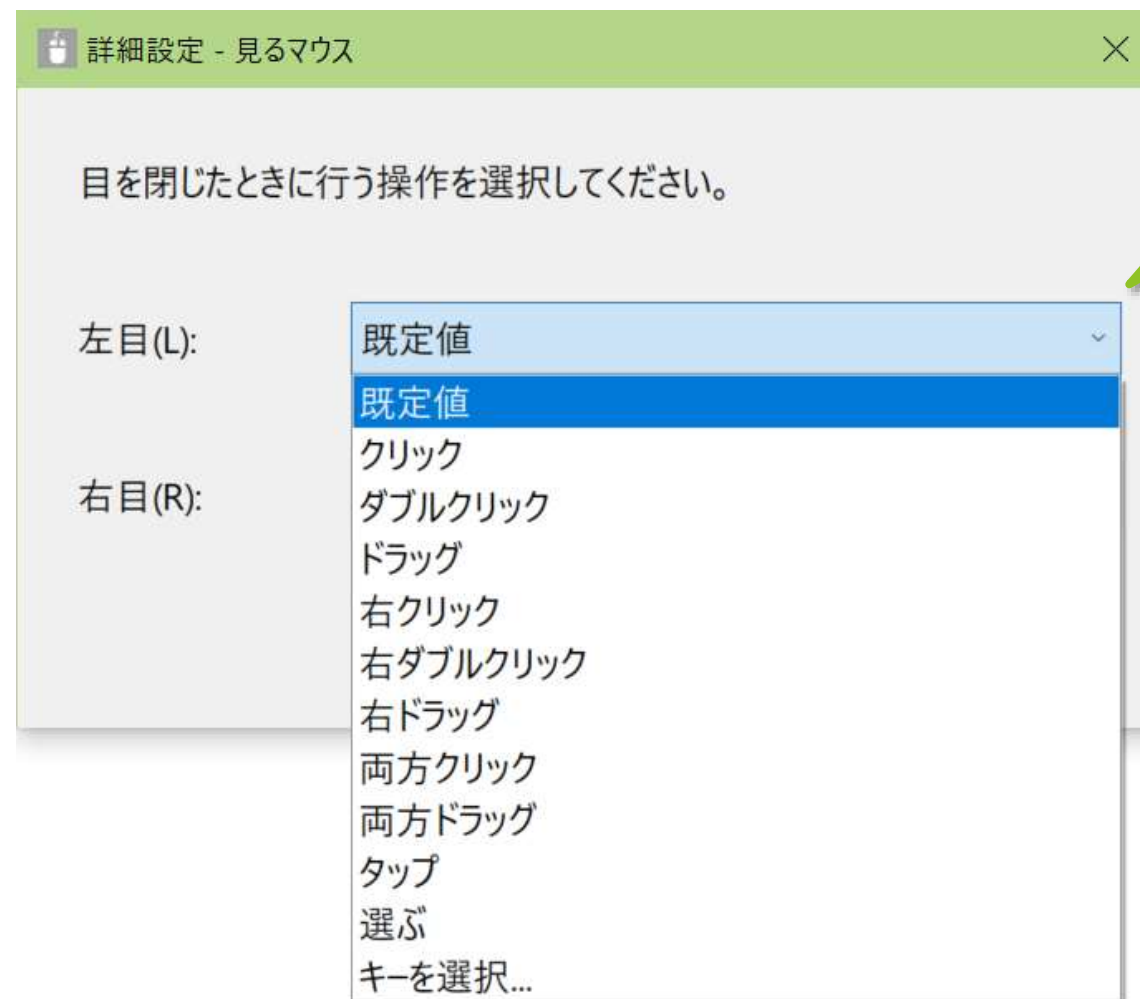 詳細設定 - 見るマウス
目を閉じたときに行う操作を選択してください。
左目(L):
既定値
既定値
クリック
右目(R):
ダブルクリック
ドラッグ
右クリック
右ダブルクリック
右ドラッグ
両方クリック
両方ドラッグ
タップ
選ぶ
キーを選択...